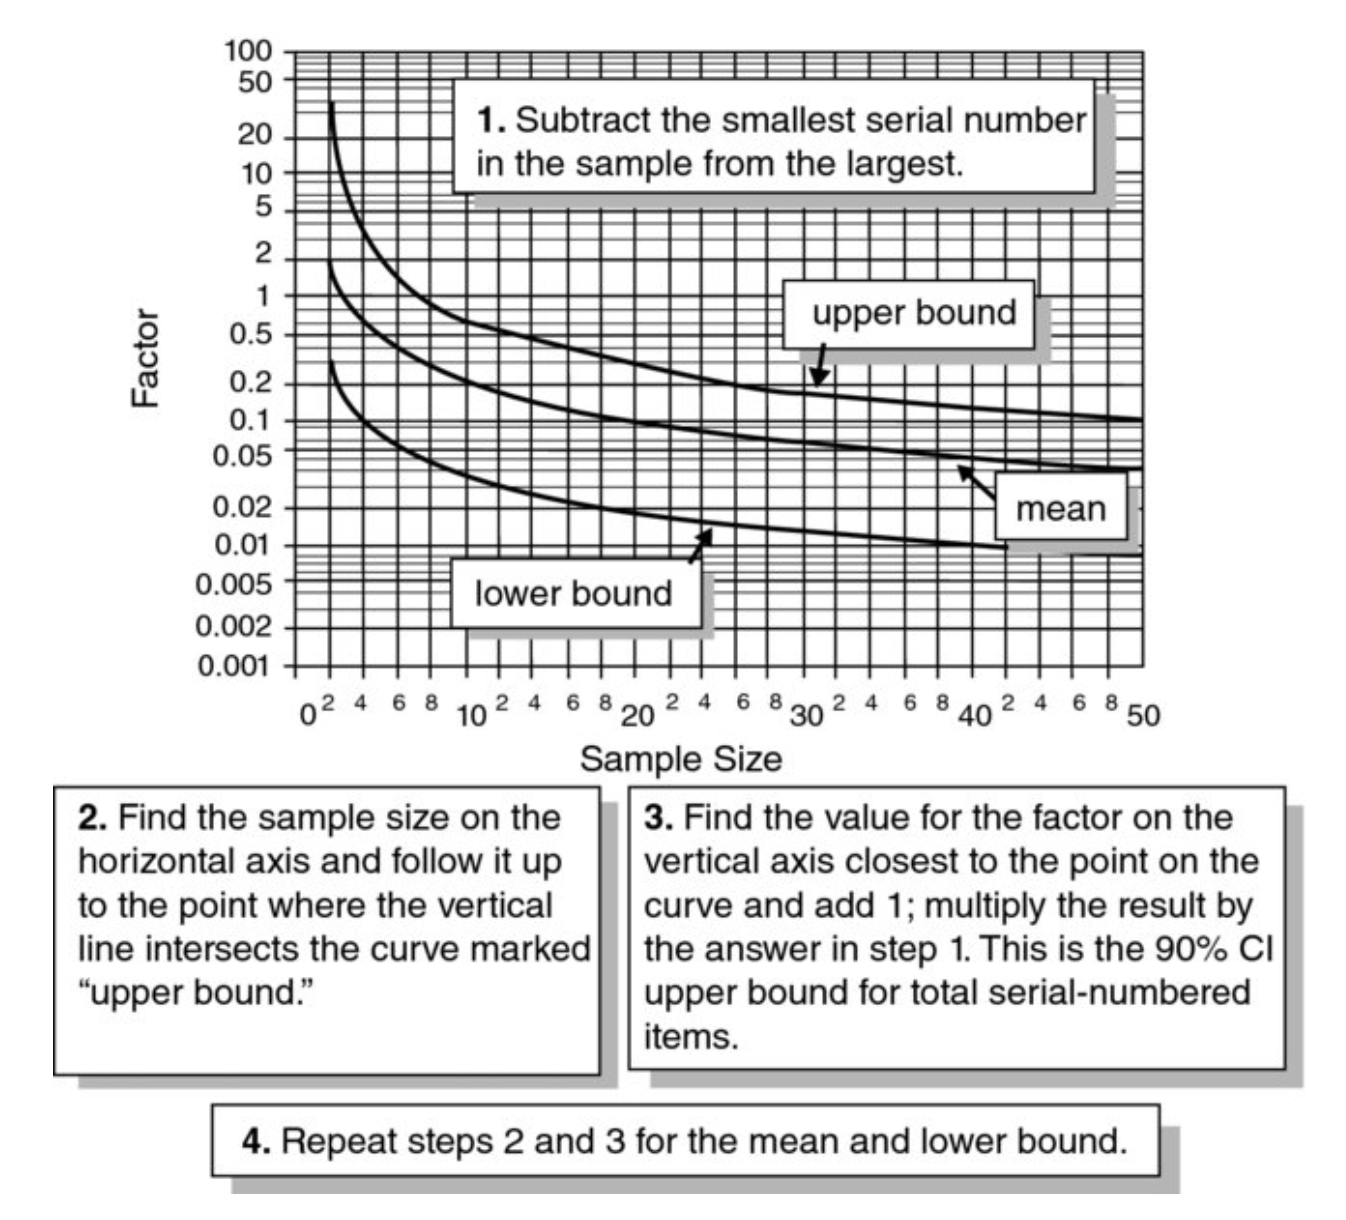 100
50
20
10
5
2
1
0.5
0.2
0.1
0.05
0.02
0.01
0.005
0.002
0.001
Factor
1. Subtract the smallest serial number
in the sample from the largest.
upper bound
mean
lower bound
0 2 4 6 8 10 2 4 6 8 20 2 4 6 8 30 2 4 6 8 40 2 4 6 8 50
Sample Size
2. Find the sample size on the
horizontal axis and follow it up
to the point where the vertical
line intersects the curve marked
“upper bound.”
3. Find the value for the factor on the
vertical axis closest to the point on the
curve and add 1; multiply the result by
the answer in step 1. This is the 90% CI
upper bound for total serial-numbered
items.
4. Repeat steps 2 and 3 for the mean and lower bound.